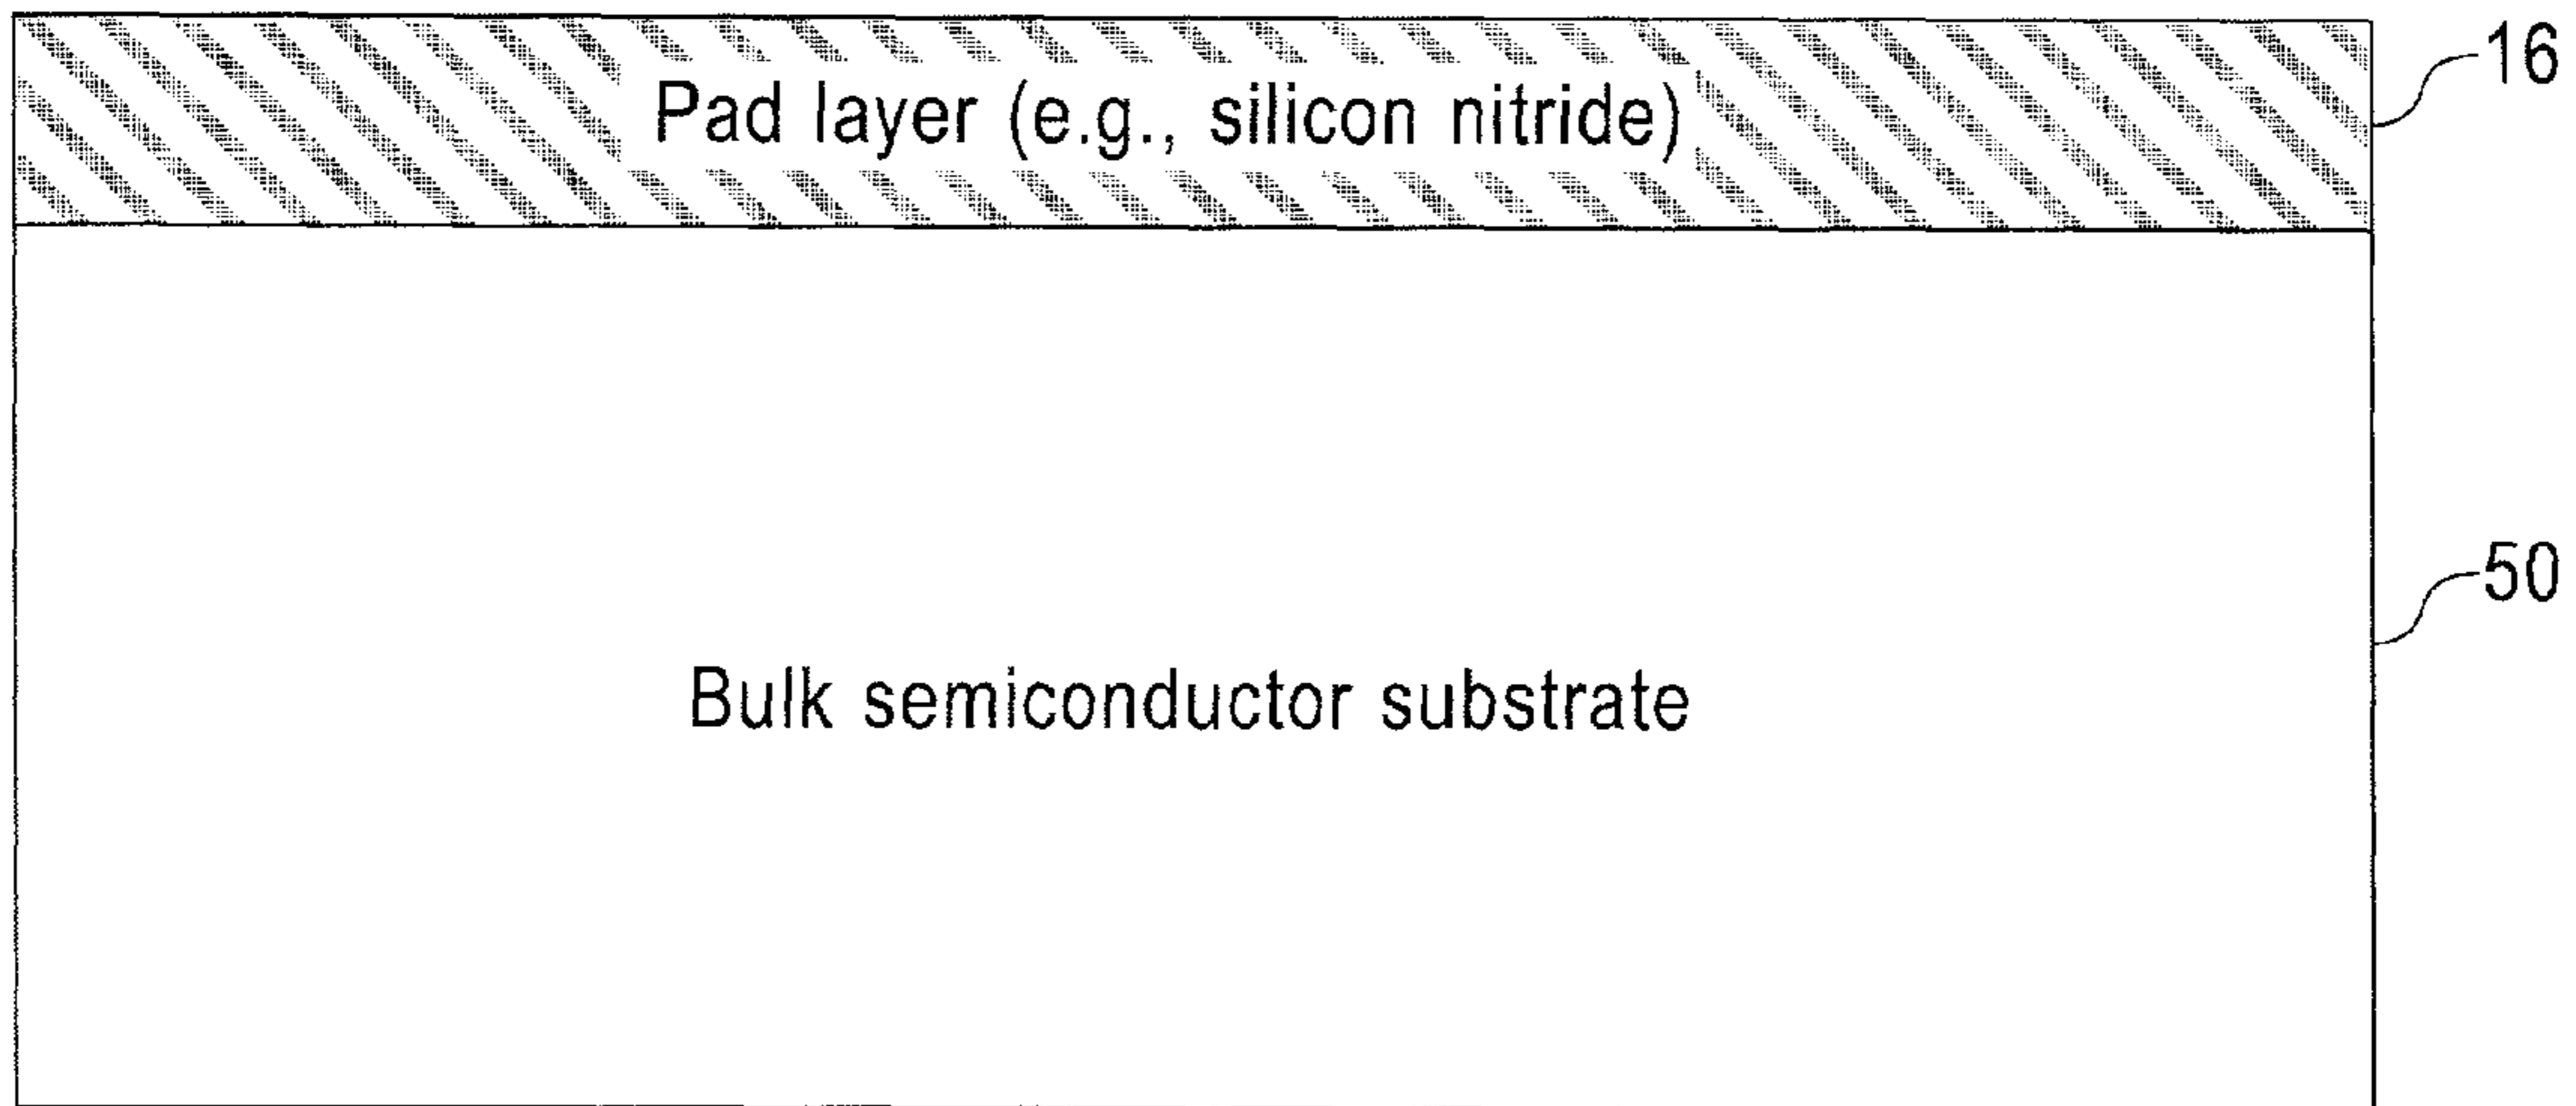 16
Pad layer (e.g., silicon nitride)
50
Bulk semiconductor substrate